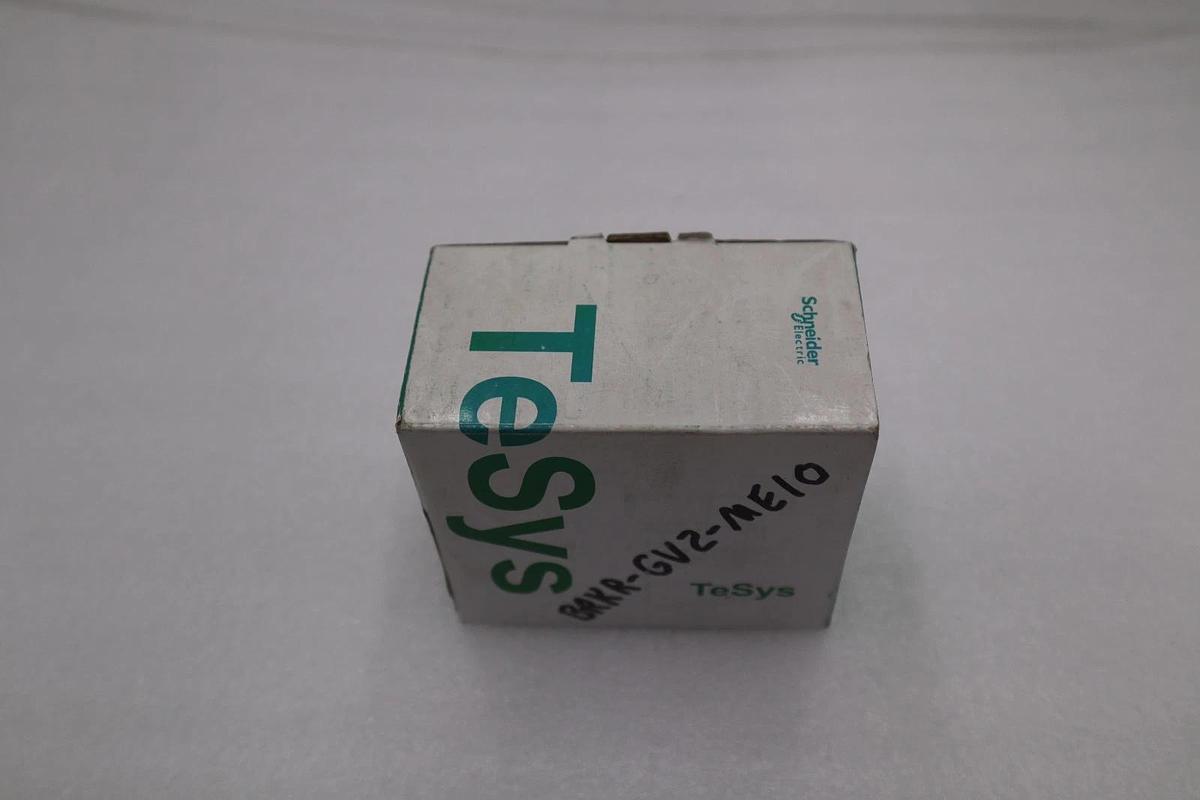 TeSys
Schneider
Electric
BRKR-GV2-ME10
TeSys